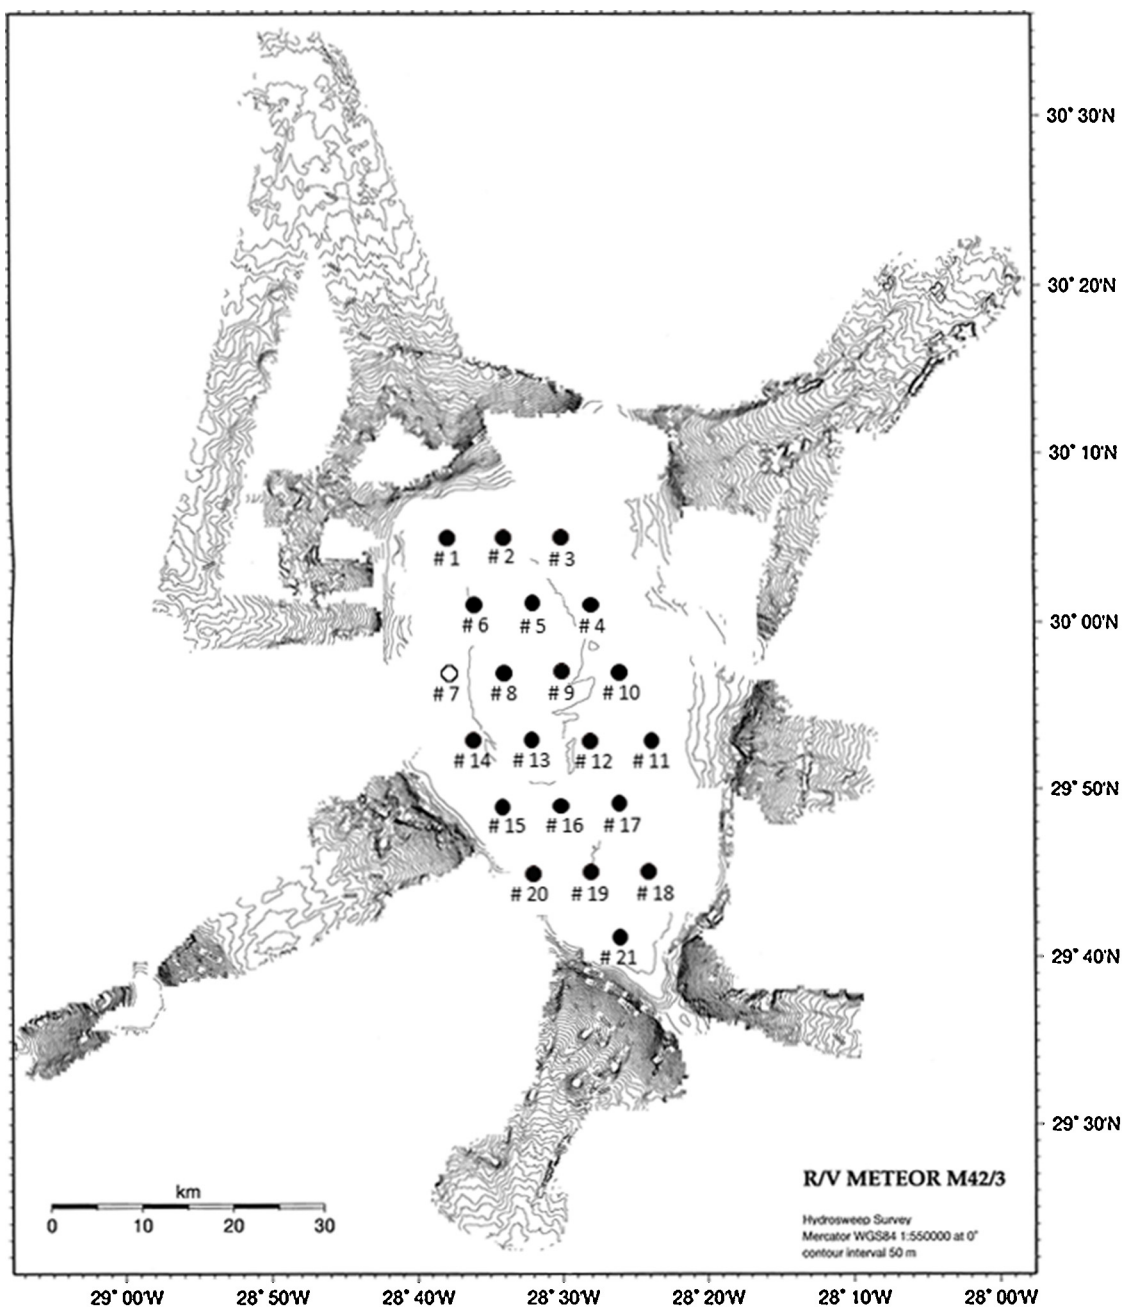 30° 30'N
30° 20'N
30° 10'N
# 1 # 2 # 3
# 6 # 5 # 4
30° 00'N
# 7 # 8 # 9 # 10
# 14 # 13 # 12 # 11
29° 50'N
# 15 # 16 # 17
# 20 # 19 # 18
# 21
29° 40'N
29° 30'N
R/V METEOR M42/3
km
0 10 20 30
Hydrosweep Survey
Mercator WGS84 1:550000 at 0°
contour interval 50 m
29° 00'W 28° 50'W 28° 40'W 28° 30'W 28° 20'W 28° 10'W 28° 00'W